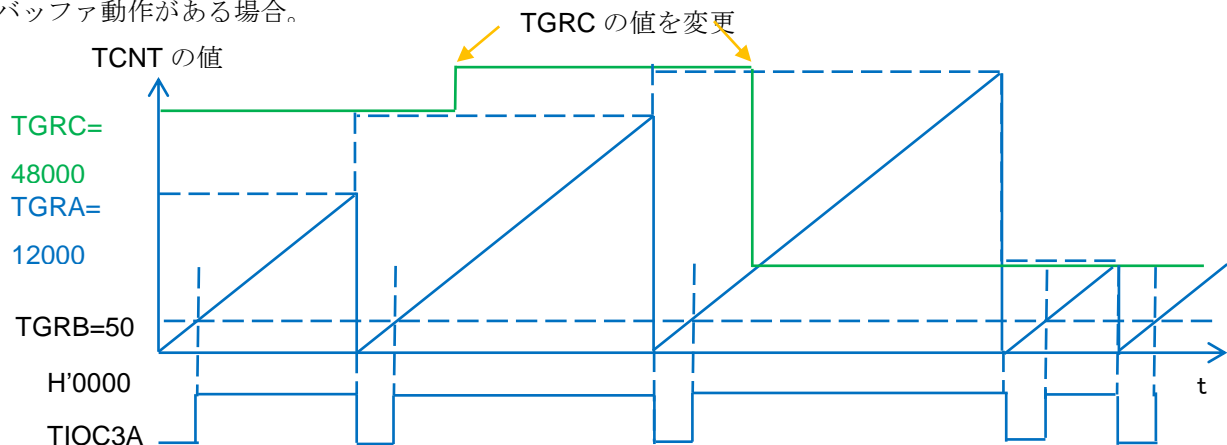 バッファ動作がある場合。
TGRC の値を変更
TCNT の値
TGRC=
48000
TGRA=
12000
TGRB=50
H'0000
t
TIOC3A